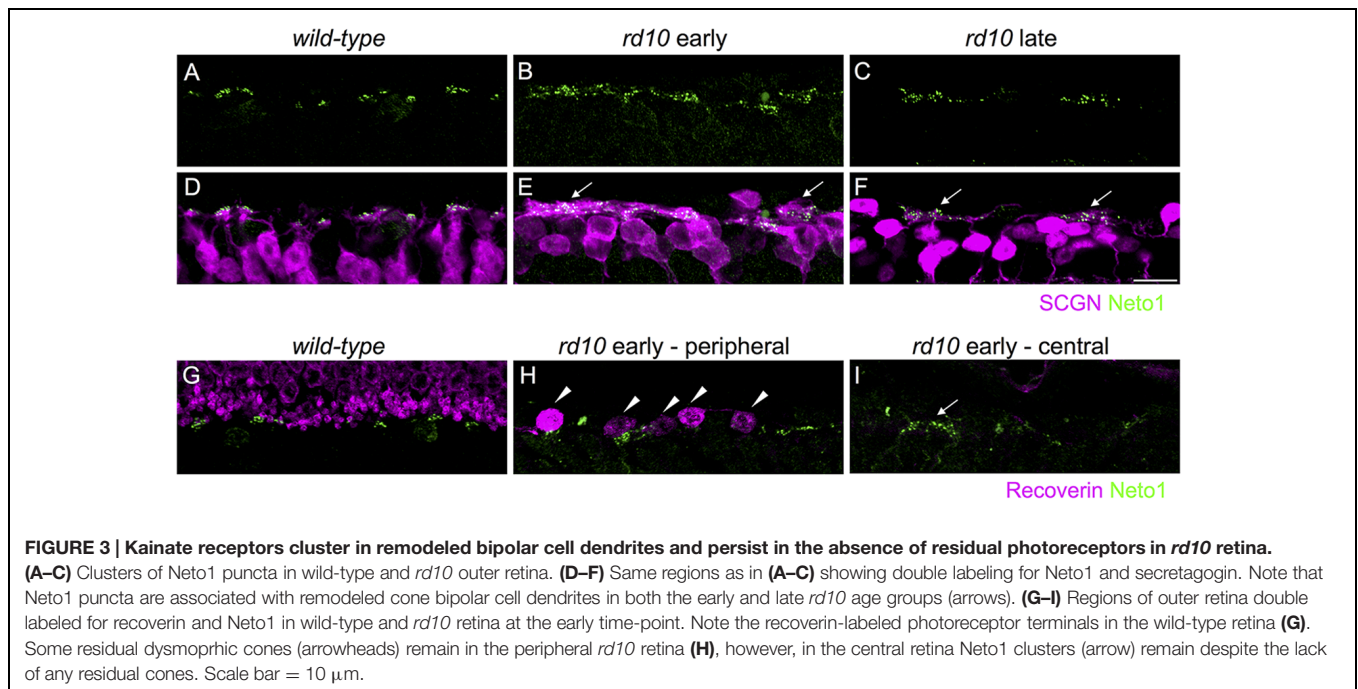 wild-type rd10 early rd10 late
A B C
D E F
SCGN Neto1
wild-type rd10 early - peripheral rd10 early - central
G H I
Recoverin Neto1
FIGURE 3 | Kainate receptors cluster in remodeled bipolar cell dendrites and persist in the absence of residual photoreceptors in rd10 retina.
(A–C) Clusters of Neto1 puncta in wild-type and rd10 outer retina. (D–F) Same regions as in (A–C) showing double labeling for Neto1 and secretagogin. Note that
Neto1 puncta are associated with remodeled cone bipolar cell dendrites in both the early and late rd10 age groups (arrows). (G–I) Regions of outer retina double
labeled for recoverin and Neto1 in wild-type and rd10 retina at the early time-point. Note the recoverin-labeled photoreceptor terminals in the wild-type retina (G).
Some residual dysmoprhic cones (arrowheads) remain in the peripheral rd10 retina (H), however, in the central retina Neto1 clusters (arrow) remain despite the lack
of any residual cones. Scale bar = 10 μm.